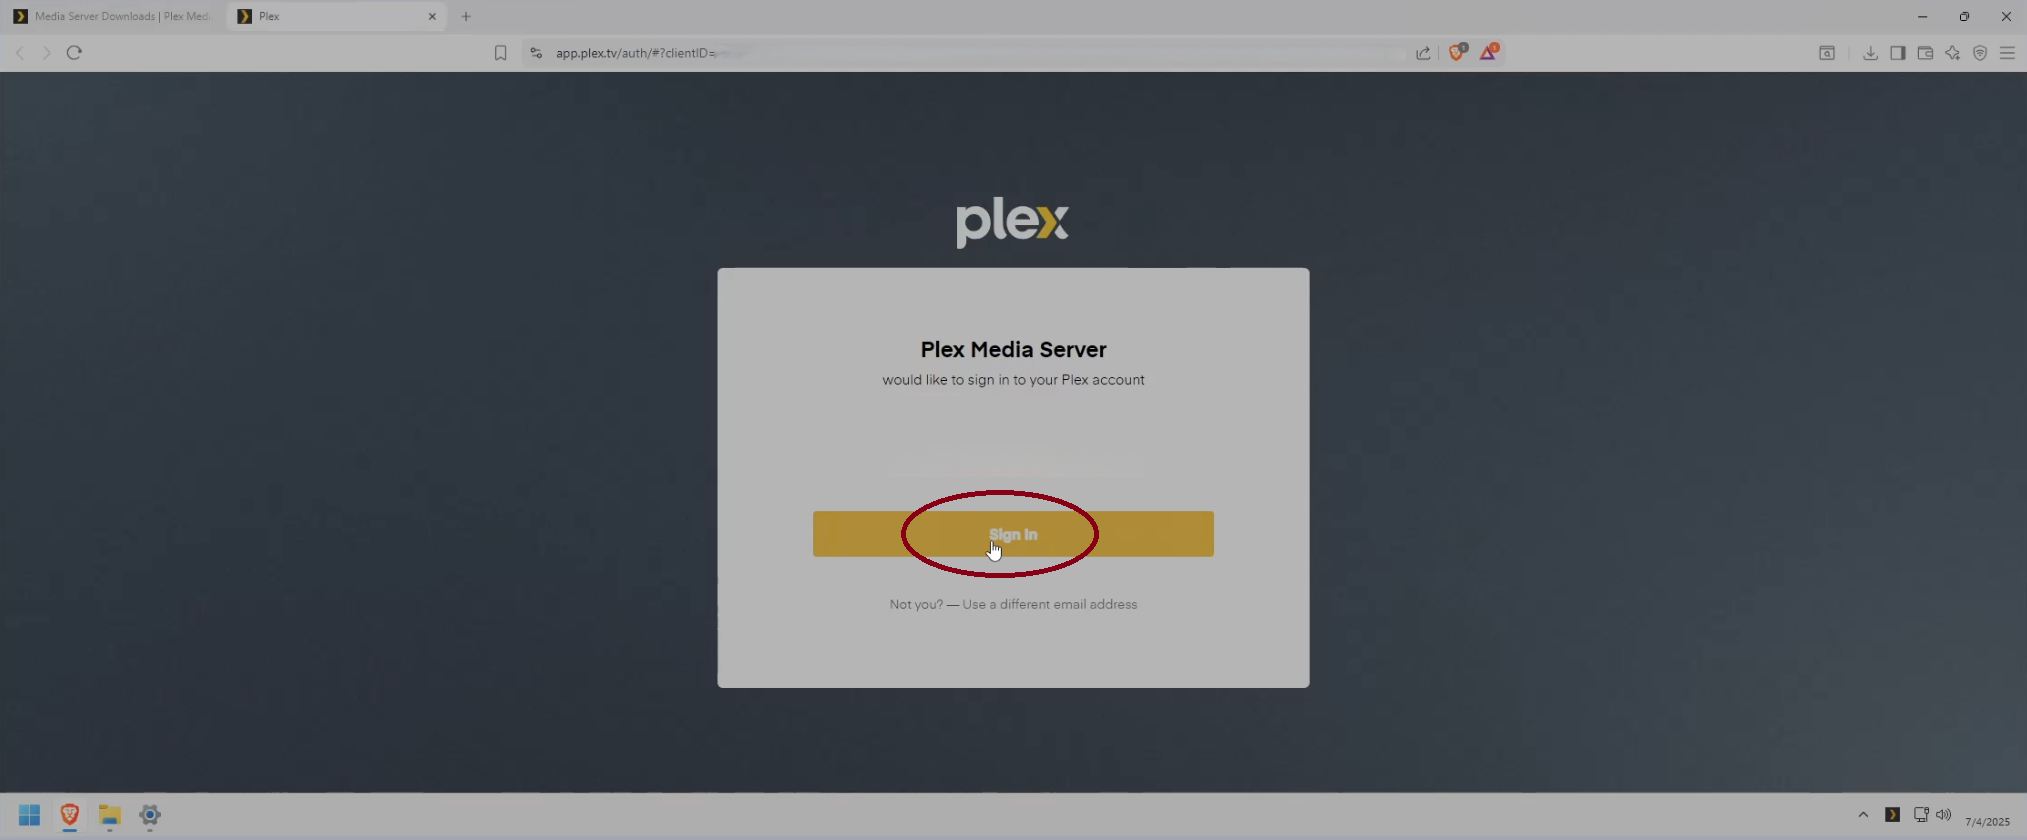 Media Server Downloads | Plex Med
Plex
app.plex.tv/auth/#?clientID=
plex
Plex Media Server
would like to sign in to your Plex account
Sign In
Not you? — Use a different email address
7/4/2025